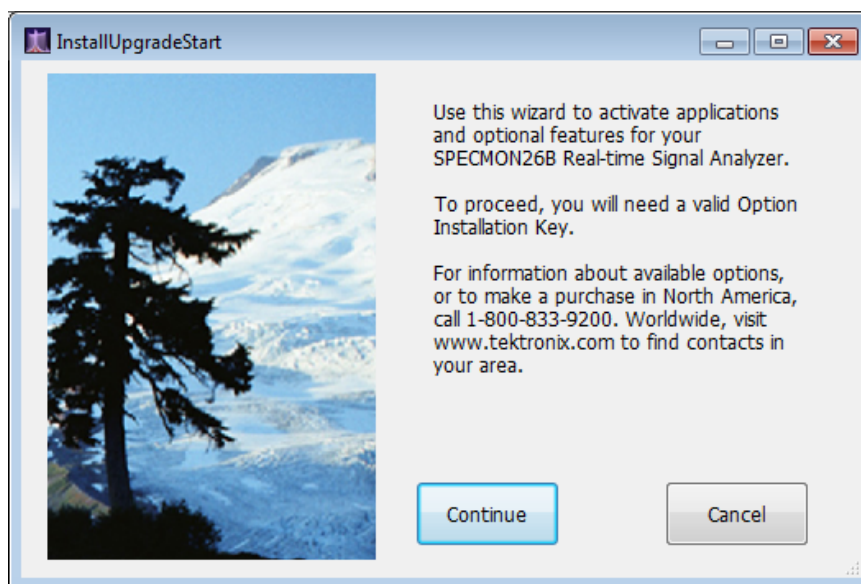 InstallUpgradeStart
Use this wizard to activate applications
and optional features for your
SPECMON26B Real-time Signal Analyzer.
To proceed, you will need a valid Option
Installation Key.
For information about available options,
or to make a purchase in North America,
call 1-800-833-9200. Worldwide, visit
www.tektronix.com to find contacts in
your area.
Continue
Cancel